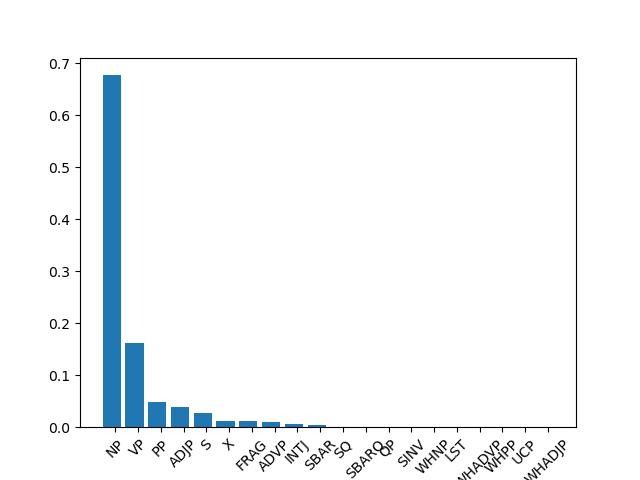 0.7
0.6
0.5
0.4
0.3
0.2
0.1
0.0
NP
VP
PP
ADJP
S
X
FRAG
ADVP
INTJ
SBAR
SQ
SBARQ
QP
SINV
WHNP
LST
WHADVP
WHPP
UCP
WHADJP